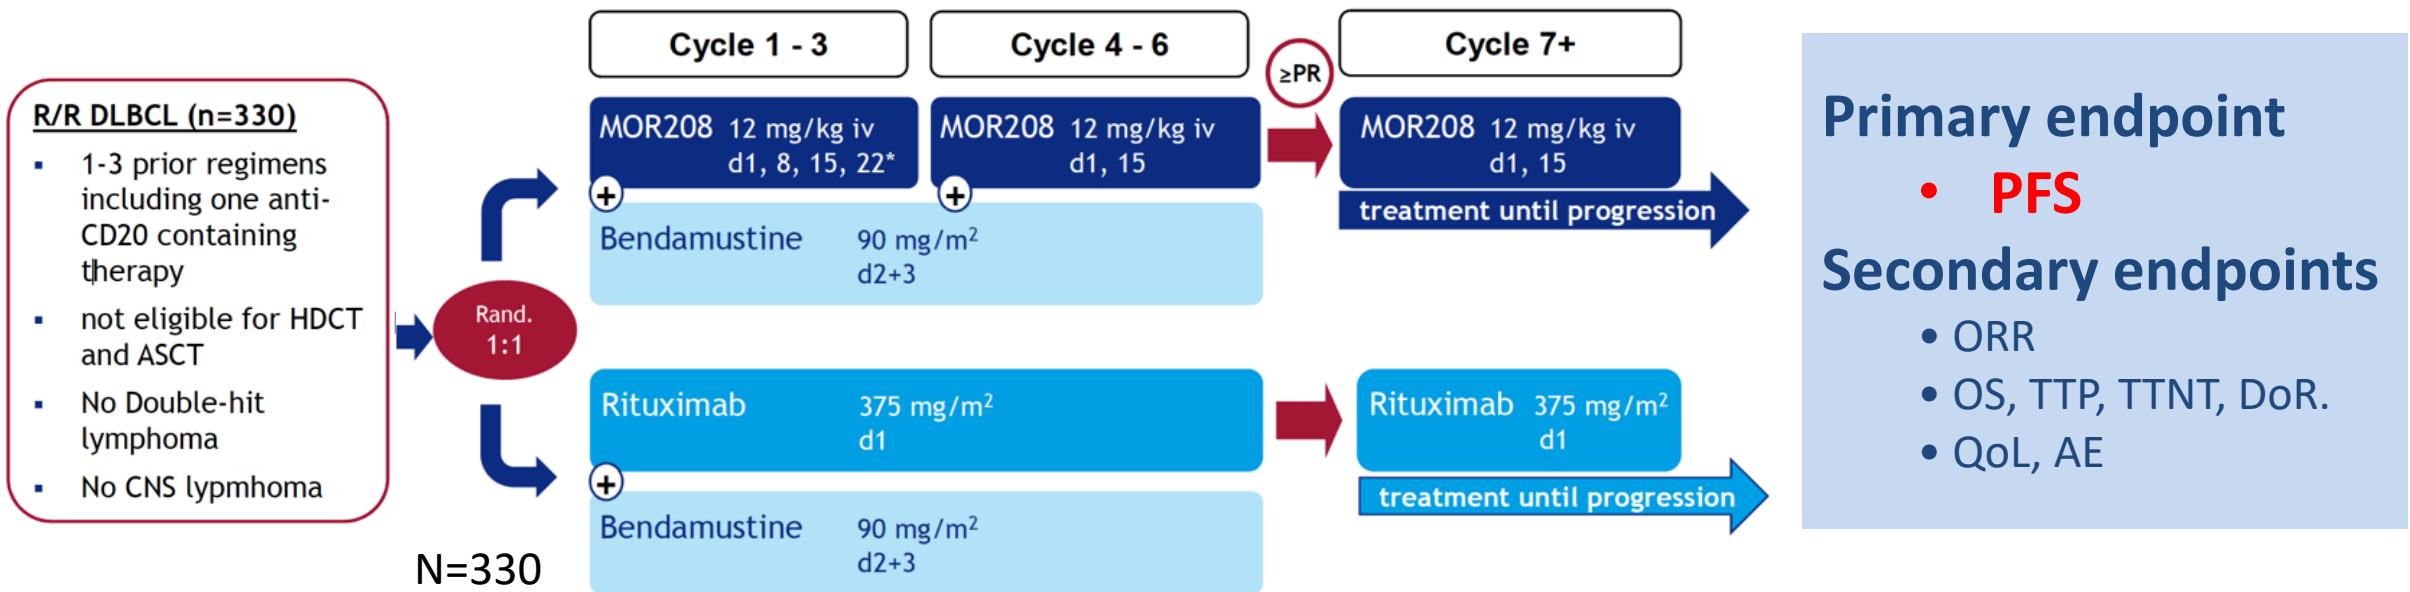 Cycle 1 - 3
Cycle 4 - 6
≥PR
Cycle 7+
R/R DLBCL (n=330)
▪ 1-3 prior regimens
including one anti-
CD20 containing
therapy
▪ not eligible for HDCT
and ASCT
▪ No Double-hit
lymphoma
▪ No CNS lypmhoma
Rand.
1:1
N=330
MOR208 12 mg/kg iv
d1, 8, 15, 22*
MOR208 12 mg/kg iv
d1, 15
MOR208 12 mg/kg iv
d1, 15
+
+
treatment until progression
Bendamustine 90 mg/m²
d2+3
Rituximab 375 mg/m²
d1
Rituximab 375 mg/m²
d1
+
treatment until progression
Bendamustine 90 mg/m²
d2+3
Primary endpoint
• PFS
Secondary endpoints
• ORR
• OS, TTP, TTNT, DoR.
• QoL, AE